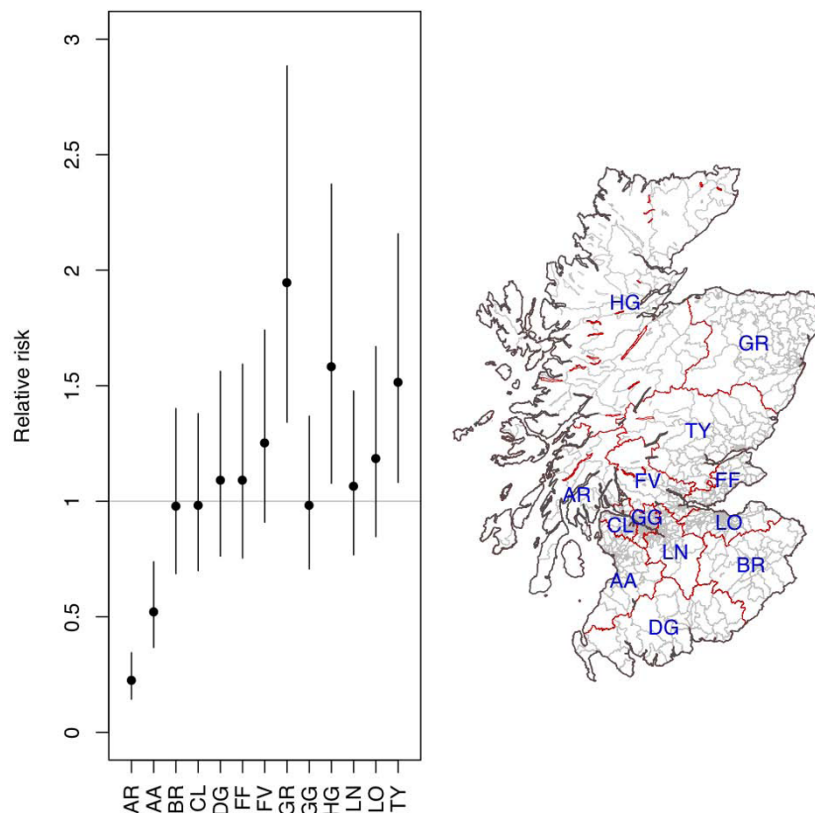 Relative risk
3
2.5
2
1.5
1
0.5
0
AR AA BR CL DG FF FV GR GG HG LN LO TY
HG
GR
TY
FV FF
AR
CL GG LO
LN
AA BR
DG